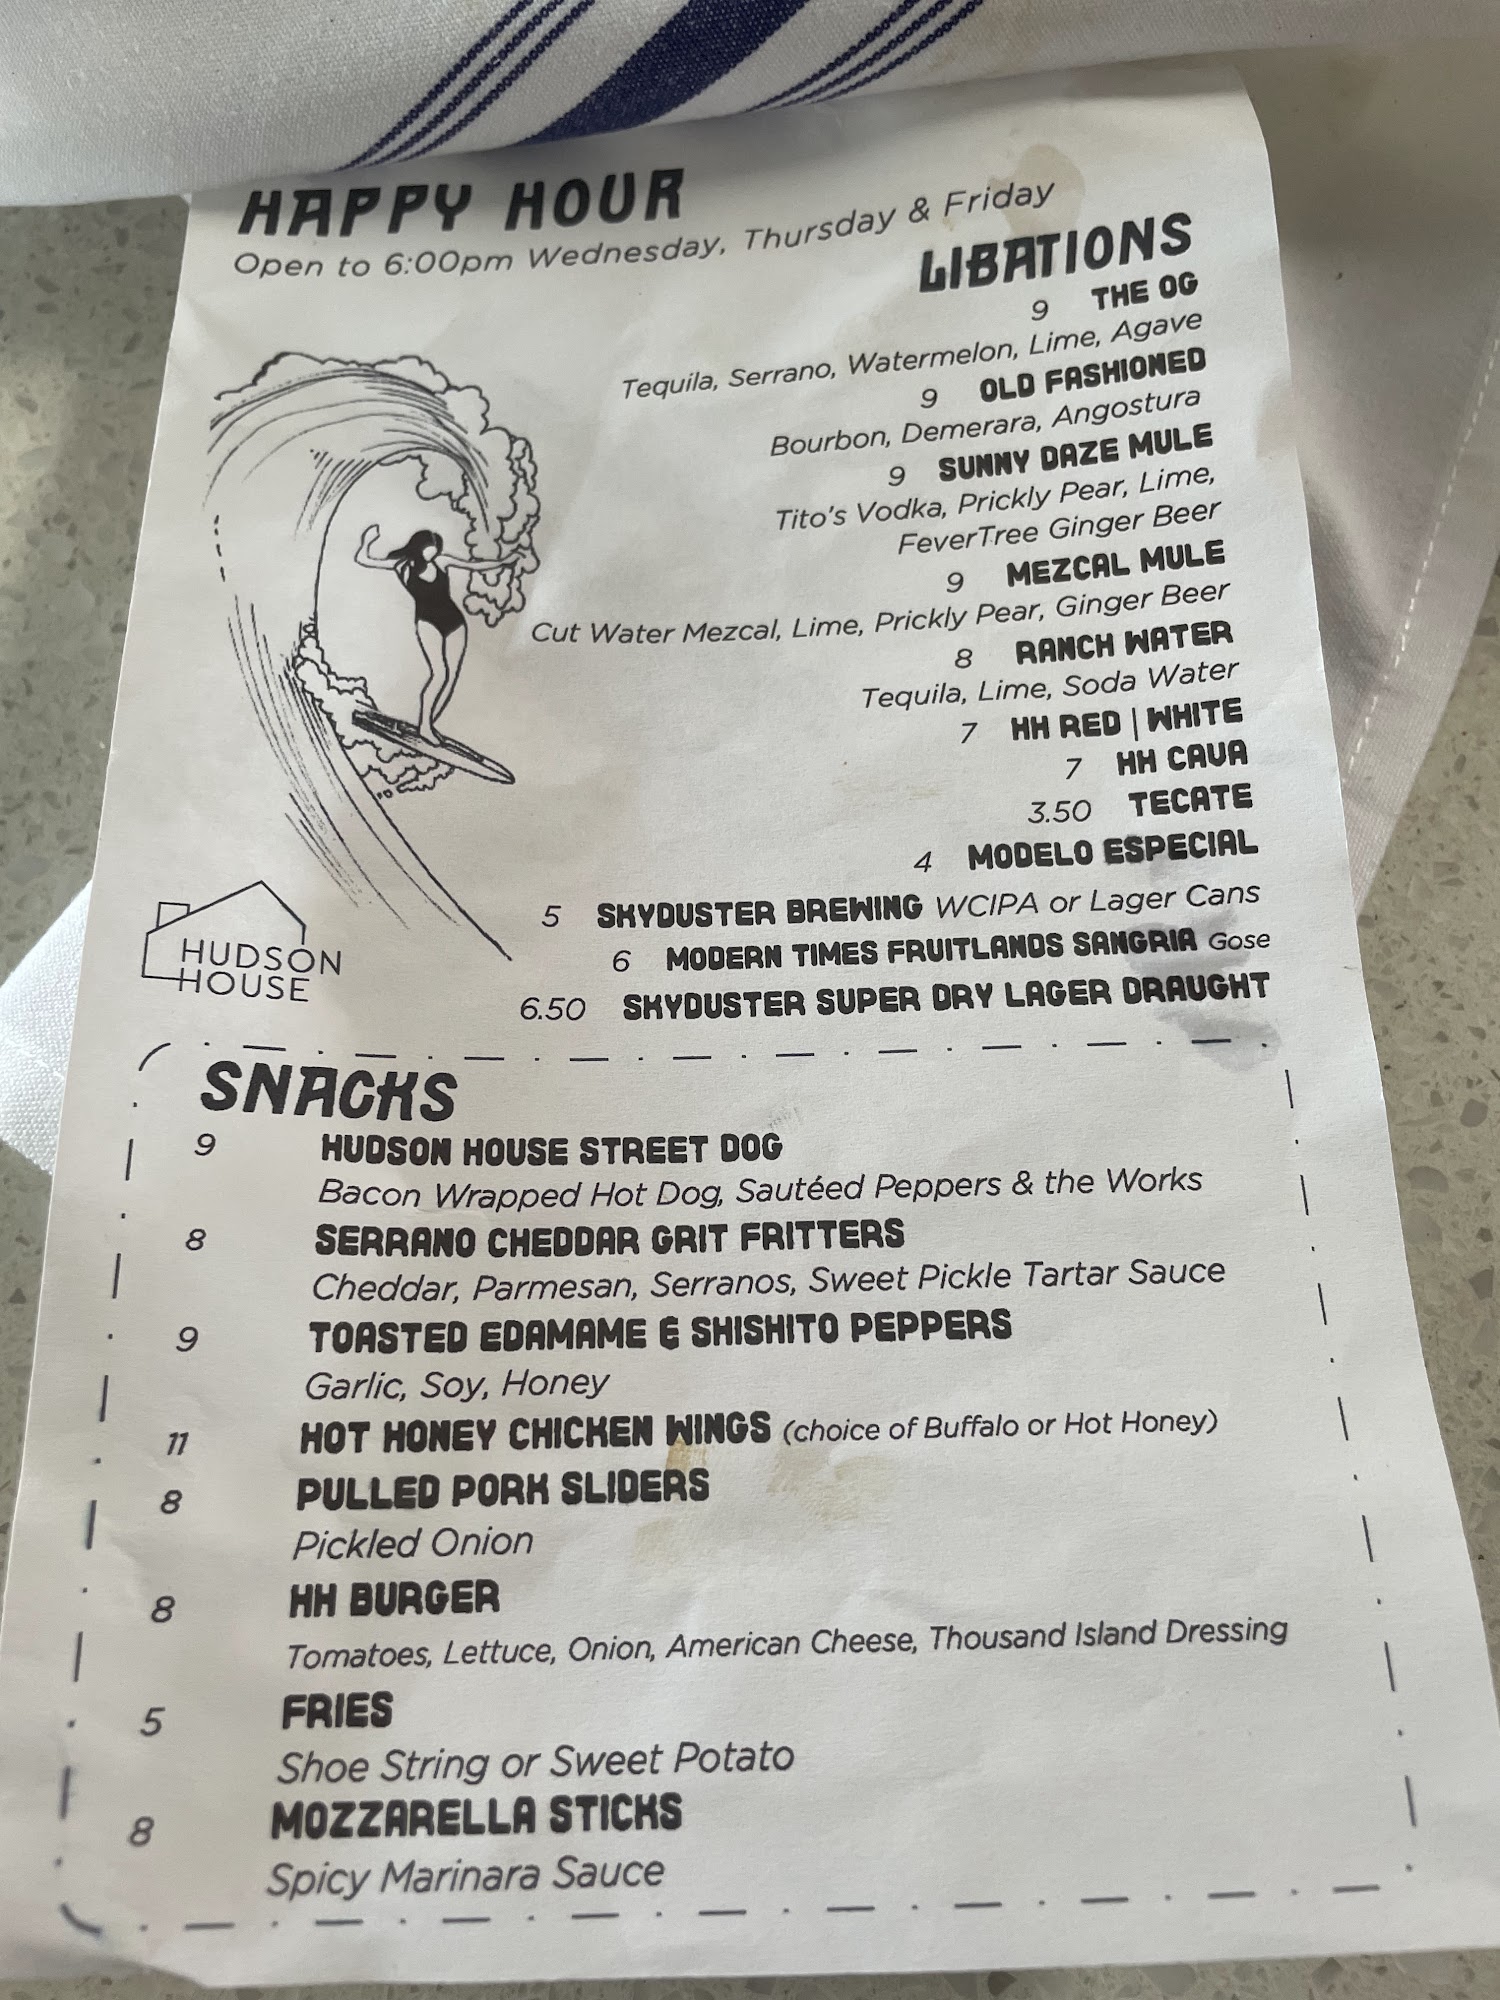 HAPPY HOUR
Open to 6:00pm Wednesday, Thursday & Friday
LIBATIONS
9 THE OG
Tequila, Serrano, Watermelon, Lime, Agave
9 OLD FASHIONED
Bourbon, Demerara, Angostura
9 SUNNY DAZE MULE
Tito's Vodka, Prickly Pear, Lime,
FeverTree Ginger Beer
9 MEZCAL MULE
Cut Water Mezcal, Lime, Prickly Pear, Ginger Beer
8 RANCH WATER
Tequila, Lime, Soda Water
7 HH RED | WHITE
7 HH CAVA
3.50 TECATE
4 MODELO ESPECIAL
5 SKYDUSTER BREWING WCIPA or Lager Cans
6 MODERN TIMES FRUITLANDS SANGRIA Gose
6.50 SKYDUSTER SUPER DRY LAGER DRAUGHT
HUDSON
HOUSE
SNACKS
9 HUDSON HOUSE STREET DOG
Bacon Wrapped Hot Dog, Sautéed Peppers & the Works
8 SERRANO CHEDDAR GRIT FRITTERS
Cheddar, Parmesan, Serranos, Sweet Pickle Tartar Sauce
9 TOASTED EDAMAME & SHISHITO PEPPERS
Garlic, Soy, Honey
11 HOT HONEY CHICKEN WINGS (choice of Buffalo or Hot Honey)
8 PULLED PORK SLIDERS
Pickled Onion
8 HH BURGER
Tomatoes, Lettuce, Onion, American Cheese, Thousand Island Dressing
5 FRIES
Shoe String or Sweet Potato
8 MOZZARELLA STICKS
Spicy Marinara Sauce